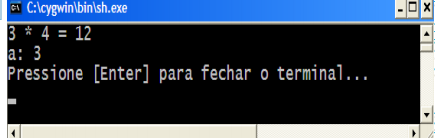 C:\cygwin\bin\sh.exe
3 * 4 = 12
a: 3
Pressione [Enter] para fechar o terminal...